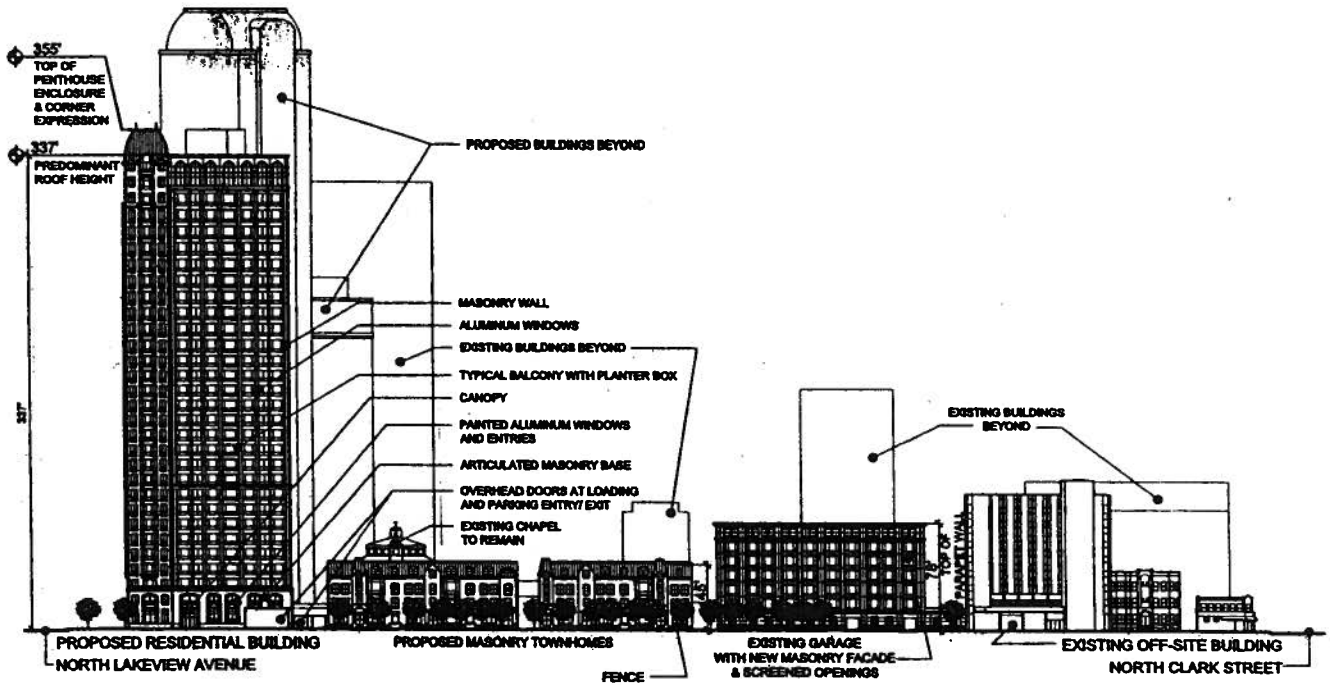 355'
TOP OF
PENTHOUSE
ENCLOSURE
& CORNER
EXPRESSION
337'
PREDOMINANT
ROOF HEIGHT
337'
PROPOSED BUILDINGS BEYOND
MASONRY WALL
ALUMINUM WINDOWS
EXISTING BUILDINGS BEYOND
TYPICAL BALCONY WITH PLANTER BOX
CANOPY
PAINTED ALUMINUM WINDOWS
AND ENTRIES
ARTICULATED MASONRY BASE
OVERHEAD DOORS AT LOADING
AND PARKING ENTRY/ EXIT
EXISTING CHAPEL
TO REMAIN
EXISTING BUILDINGS
BEYOND
46'
76'
TOP OF
PARAPET WALL
PROPOSED RESIDENTIAL BUILDING
NORTH LAKEVIEW AVENUE
PROPOSED MASONRY TOWNHOMES
FENCE
EXISTING GARAGE
WITH NEW MASONRY FACADE
& SCREENED OPENINGS
EXISTING OFF-SITE BUILDING
NORTH CLARK STREET